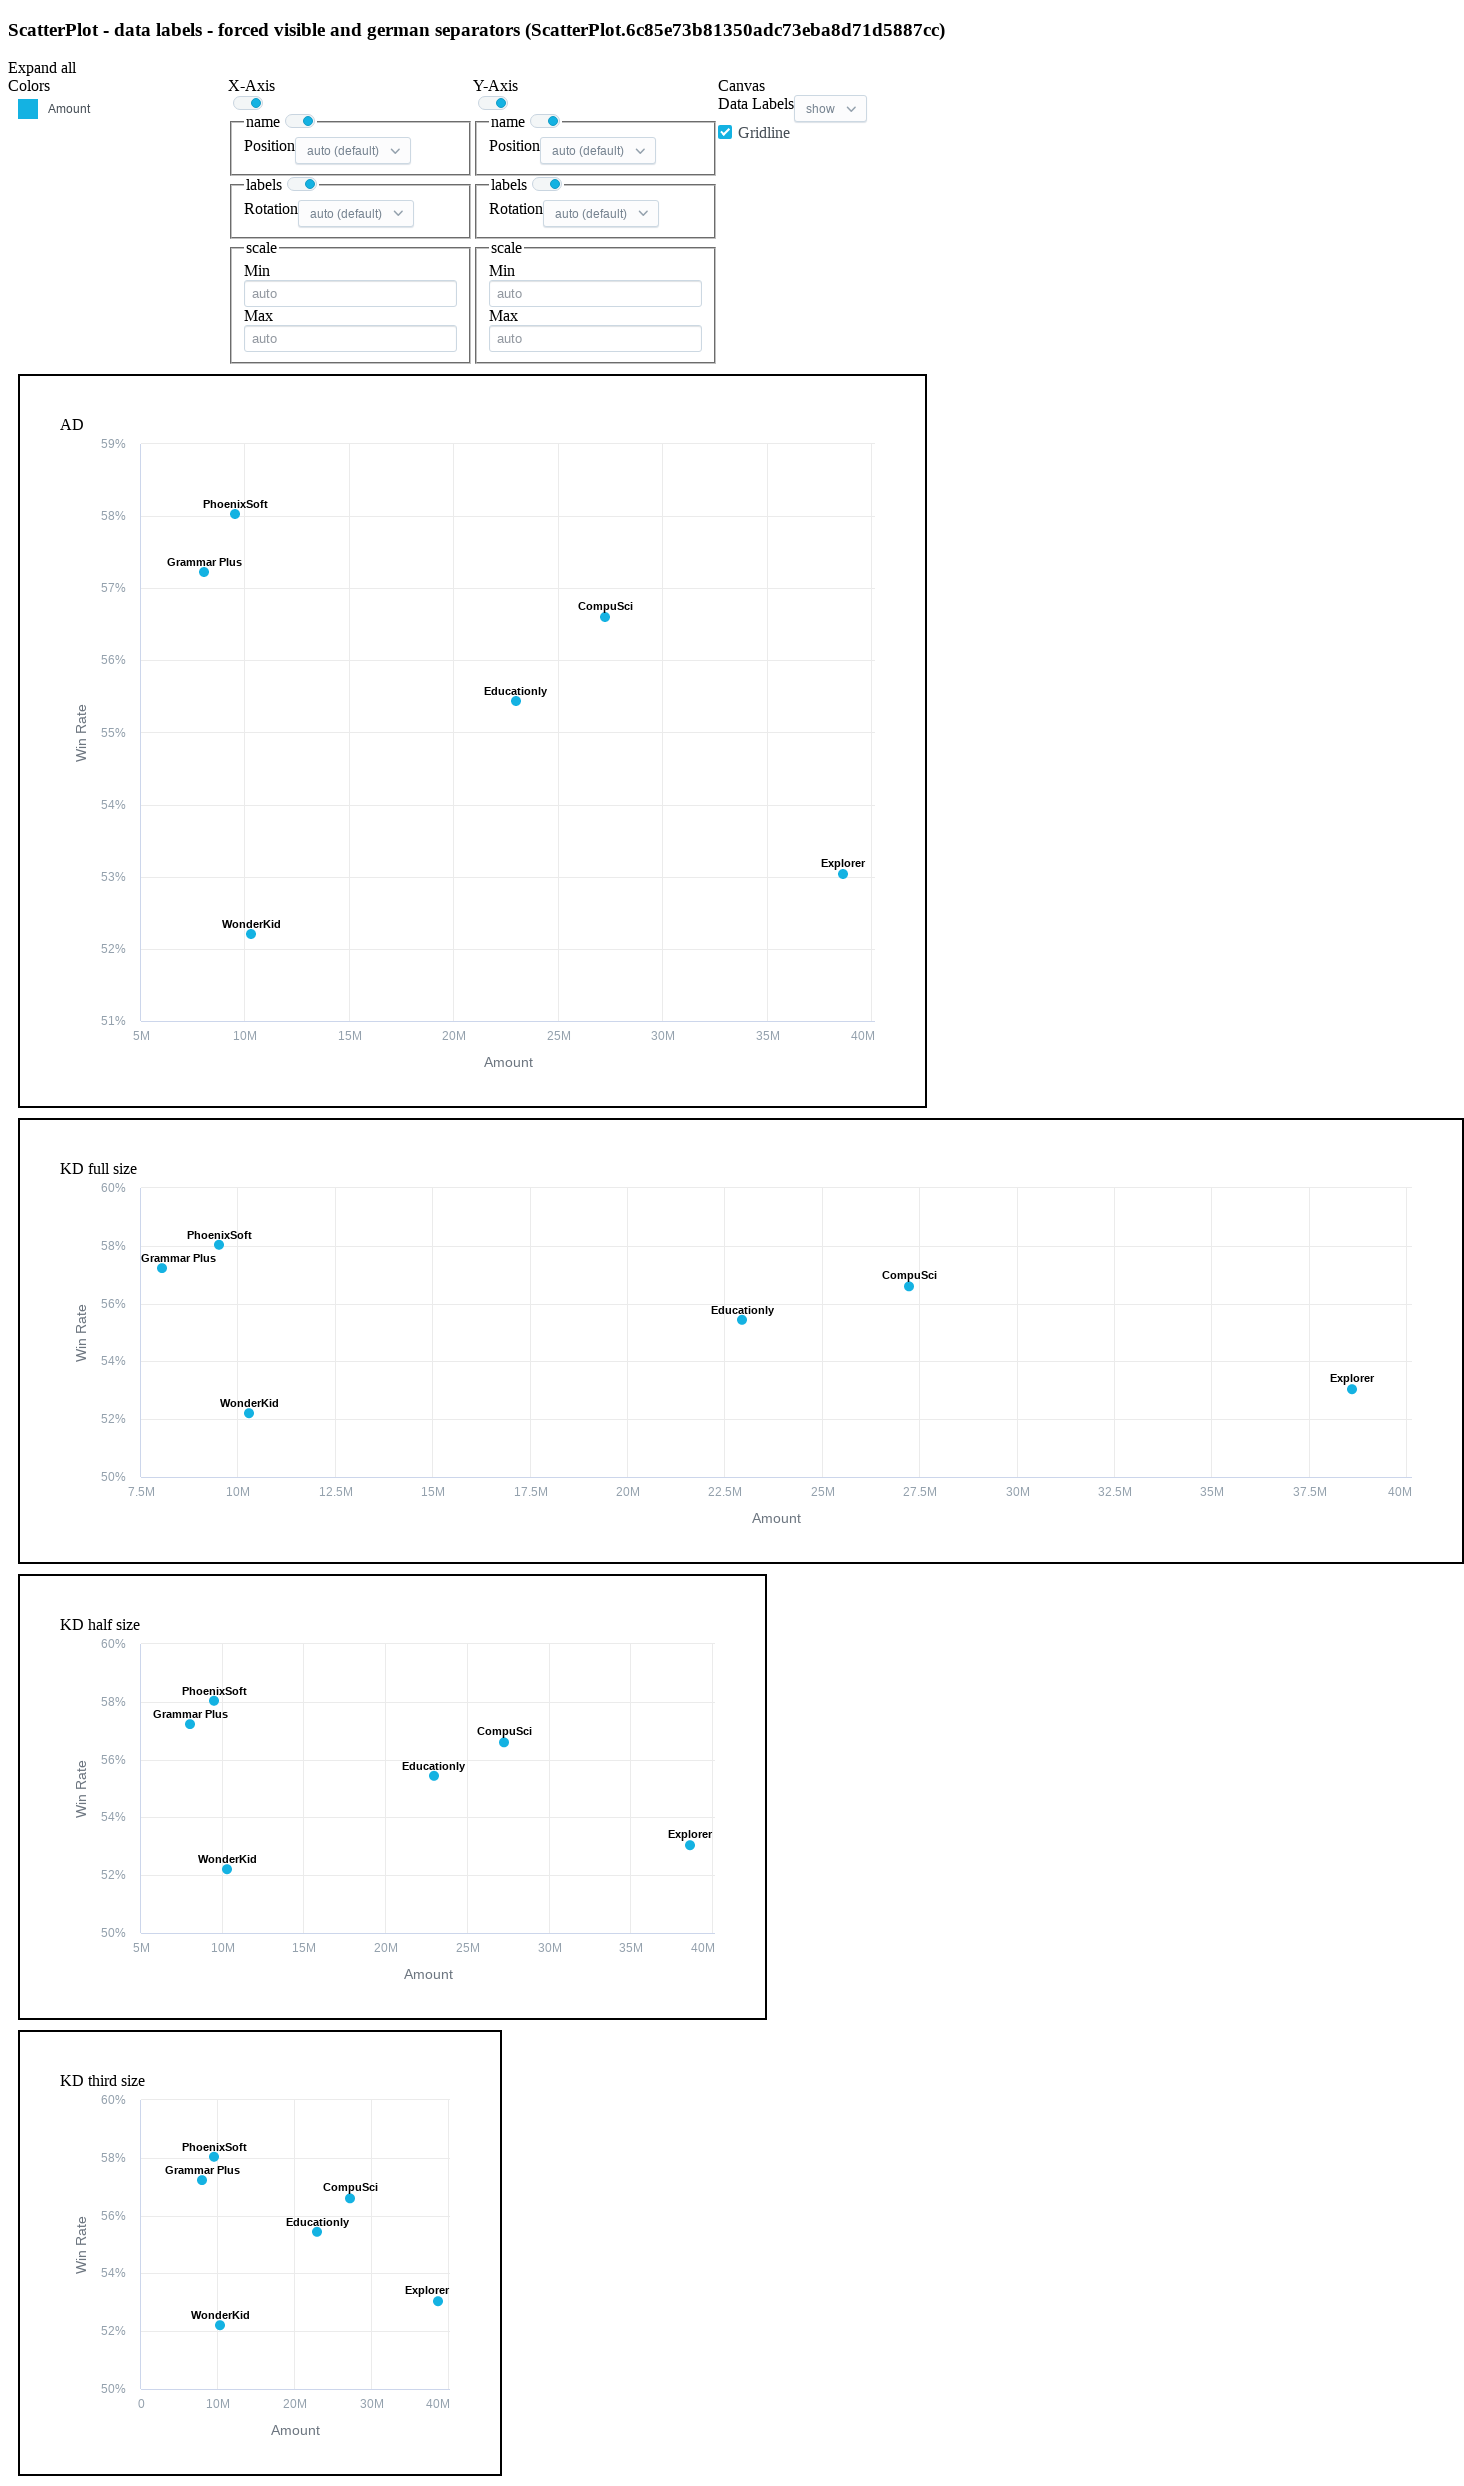 ScatterPlot - data labels - forced visible and german separators (ScatterPlot.6c85e73b81350adc73eba8d71d5887cc)
Expand all
Colors
Amount
X-Axis
name
Position auto (default)
labels
Rotation auto (default)
scale
Min
auto
Max
auto
Y-Axis
name
Position auto (default)
labels
Rotation auto (default)
scale
Min
auto
Max
auto
Canvas
Data Labels show
Gridline
AD
59%
58%
57%
56%
55%
54%
53%
52%
51%
Win Rate
PhoenixSoft
Grammar Plus
CompuSci
Educationly
Explorer
WonderKid
5M 10M 15M 20M 25M 30M 35M 40M
Amount
KD full size
60%
58%
56%
54%
52%
50%
Win Rate
PhoenixSoft
Grammar Plus
CompuSci
Educationly
Explorer
WonderKid
7.5M 10M 12.5M 15M 17.5M 20M 22.5M 25M 27.5M 30M 32.5M 35M 37.5M 40M
Amount
KD half size
60%
58%
56%
54%
52%
50%
Win Rate
PhoenixSoft
Grammar Plus
CompuSci
Educationly
Explorer
WonderKid
5M 10M 15M 20M 25M 30M 35M 40M
Amount
KD third size
60%
58%
56%
54%
52%
50%
Win Rate
PhoenixSoft
Grammar Plus
CompuSci
Educationly
Explorer
WonderKid
0 10M 20M 30M 40M
Amount